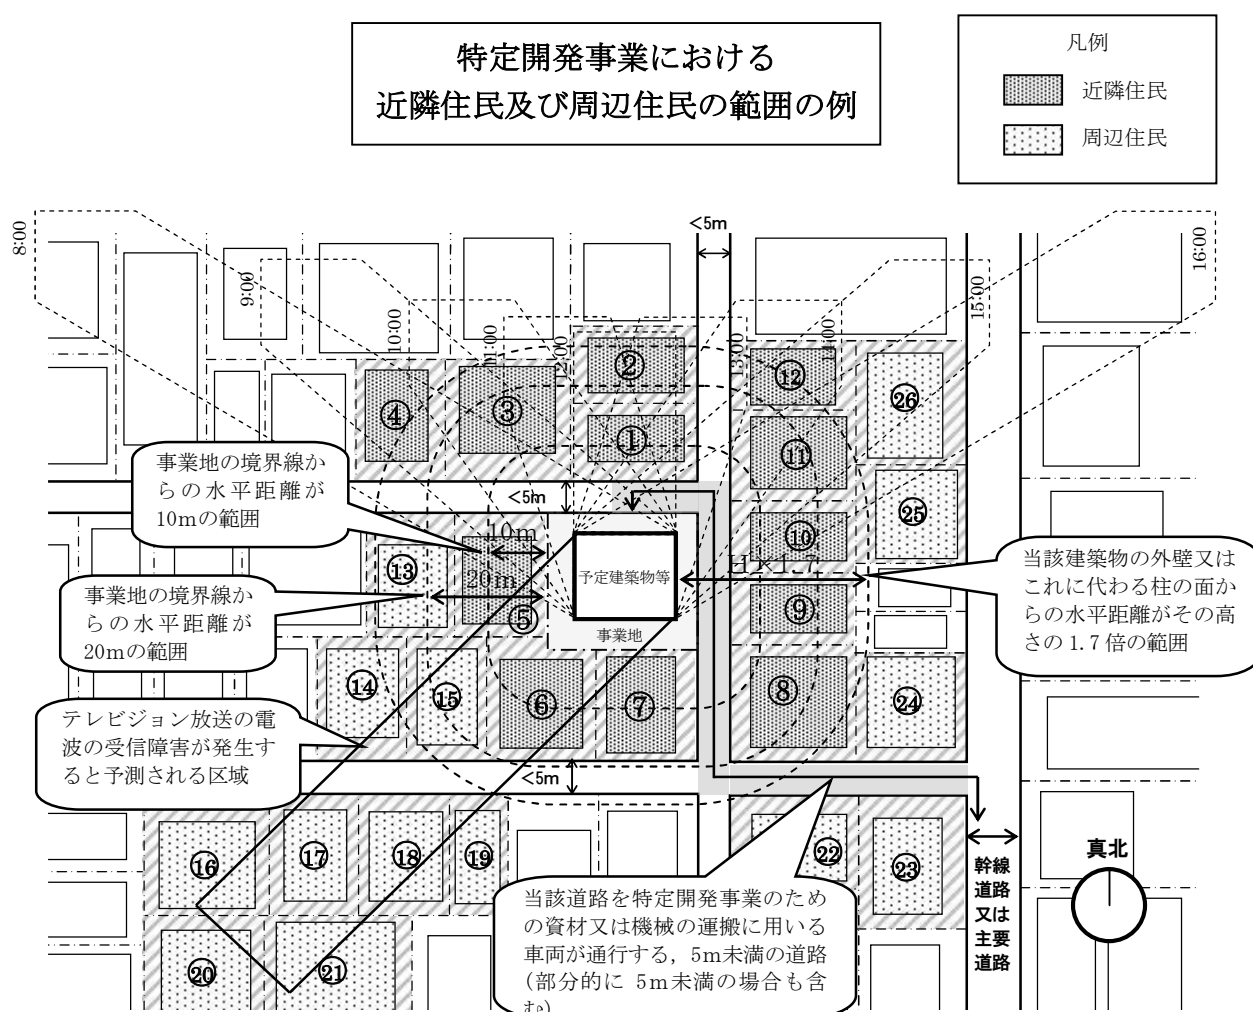 特定開発事業における
近隣住民及び周辺住民の範囲の例
凡例
近隣住民
周辺住民
8:00
9:00
10:00
11:00
12:00
13:00
14:00
15:00
16:00
<5m
②
⑫
㉖
④
③
①
⑪
事業地の境界線か
らの水平距離が
10mの範囲
<5m
㉕
10m
⑩
⑬
20m
予定建築物等
H×1.7
当該建築物の外壁又は
これに代わる柱の面か
らの水平距離がその高
さの1.7倍の範囲
事業地の境界線か
らの水平距離が
20mの範囲
⑤
事業地
⑨
⑭
⑮
⑥
⑦
⑧
㉔
テレビジョン放送の電
波の受信障害が発生す
ると予測される区域
<5m
⑯
⑰
⑱
⑲
㉒
㉓
幹線
道路
又は
主要
道路
真北
当該道路を特定開発事業のため
の資材又は機械の運搬に用いる
車両が通行する，5m未満の道路
(部分的に 5m未満の場合も含
む)
⑳
㉑